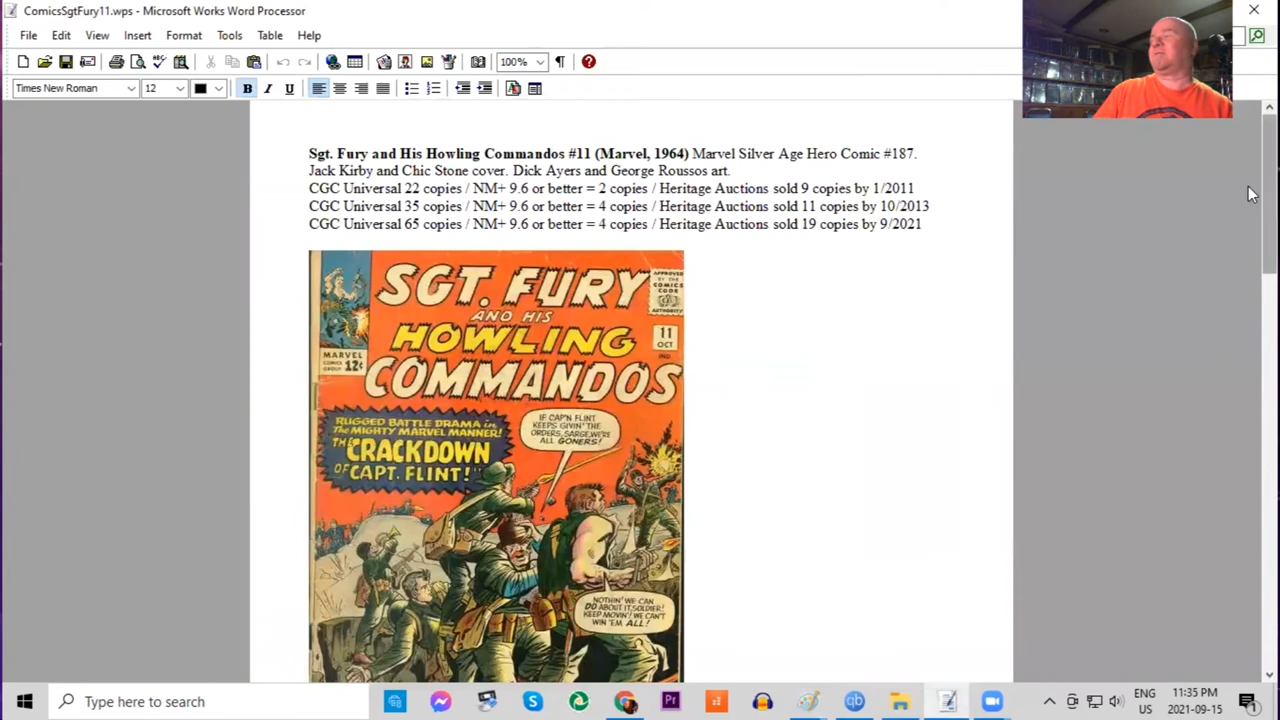 ComicsSgtFury11.wps - Microsoft Works Word Processor
File Edit View Insert Format Tools Table Help
100%
Times New Roman 12 B I U
Sgt. Fury and His Howling Commandos #11 (Marvel, 1964) Marvel Silver Age Hero Comic #187.
Jack Kirby and Chic Stone cover. Dick Ayers and George Roussos art.
CGC Universal 22 copies / NM+ 9.6 or better = 2 copies / Heritage Auctions sold 9 copies by 1/2011
CGC Universal 35 copies / NM+ 9.6 or better = 4 copies / Heritage Auctions sold 11 copies by 10/2013
CGC Universal 65 copies / NM+ 9.6 or better = 4 copies / Heritage Auctions sold 19 copies by 9/2021
SGT. FURY
AND HIS
HOWLING
COMMANDOS
APPROVED
BY THE
COMICS
CODE
AUTHORITY
11
OCT
IND
MARVEL
COMICS
GROUP
12¢
RUGGED BATTLE DRAMA in
The MIGHTY MARVEL MANNER!
"THE CRACKDOWN
OF CAPT. FLINT!"
IF CAP'N FLINT
KEEPS GIVIN' THE
ORDERS, SARGE, WE'RE
ALL GONERS!
NOTHIN' WE CAN
DO ABOUT IT, SOLDIER!
KEEP MOVIN'! WE CAN'T
WIN 'EM ALL!
Type here to search
Pr
qb
ENG
US
11:35 PM
2021-09-15
1